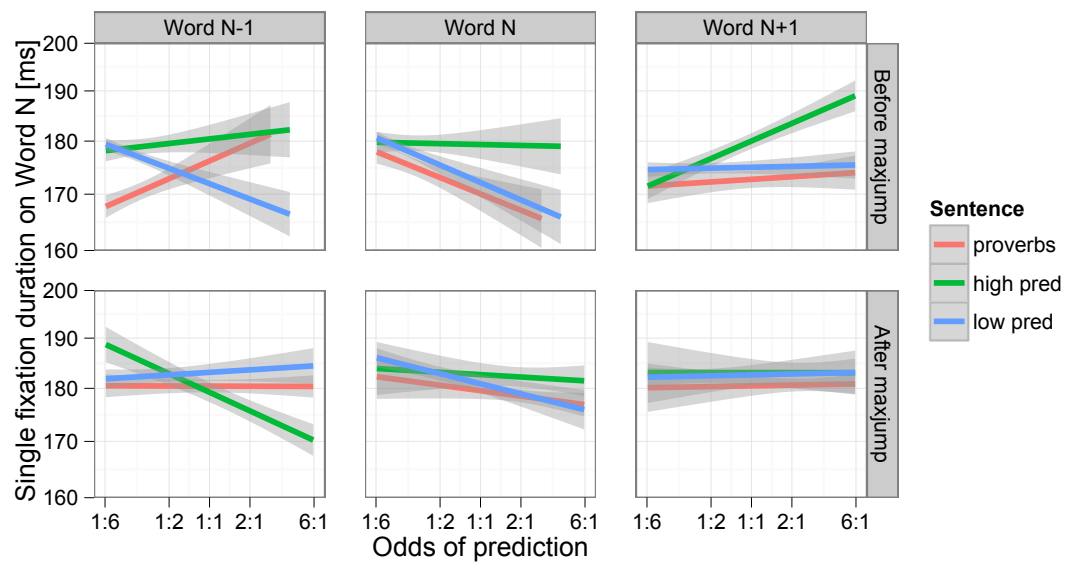 Word N-1
Word N
Word N+1
Single fixation duration on Word N [ms]
200
190
180
170
160
Before maxjump
200
190
180
170
160
After maxjump
1:6 1:2 1:1 2:1 6:1
1:6 1:2 1:1 2:1 6:1
1:6 1:2 1:1 2:1 6:1
Odds of prediction
Sentence
proverbs
high pred
low pred